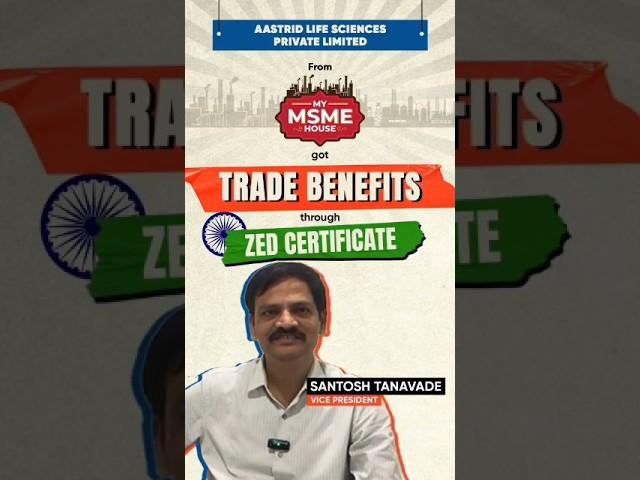 AASTRID LIFE SCIENCES
PRIVATE LIMITED
From
MY
MSME
HOUSE
got
TRADE BENEFITS
through
ZED CERTIFICATE
SANTOSH TANAVADE
VICE PRESIDENT